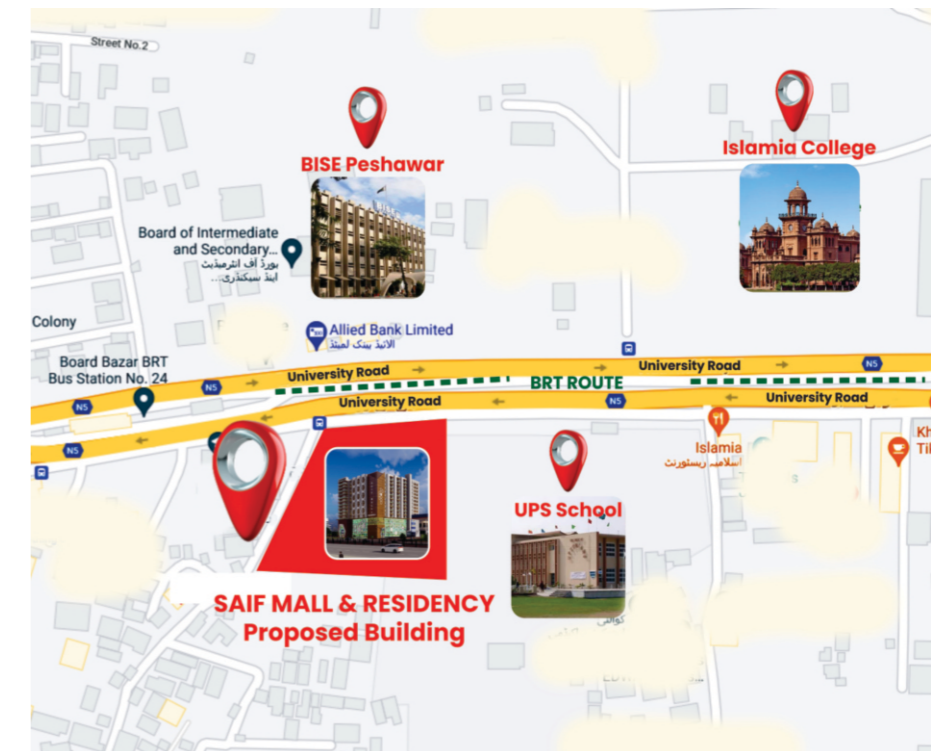 Street No.2
BISE Peshawar
Islamia College
Board of Intermediate
and Secondary...
بورڈ آف انٹرمیڈیٹ
اینڈ سیکنڈری...
Colony
Allied Bank Limited
الائیڈ بینک لمیٹڈ
Board Bazar BRT
Bus Station No. 24
University Road
University Road
N5
N5
BRT ROUTE
N5
University Road
N5
University Road
N5
Islamia
اسلامیہ ریسٹورنٹ
Kh
UPS School
SAIF MALL & RESIDENCY
Proposed Building